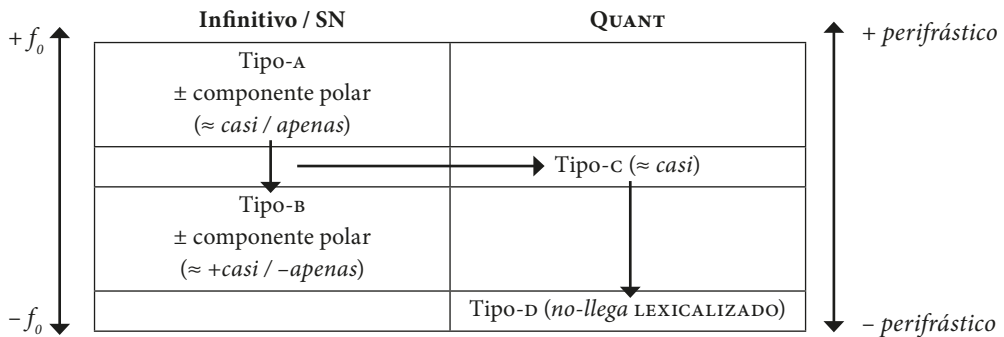 Infinitivo / SN QUANT
+ f0 + perifrástico
Tipo-A
± componente polar
(≈ casi / apenas)
Tipo-C (≈ casi)
Tipo-B
± componente polar
(≈ +casi / –apenas)
Tipo-D (no-llega LEXICALIZADO)
– f0 – perifrástico